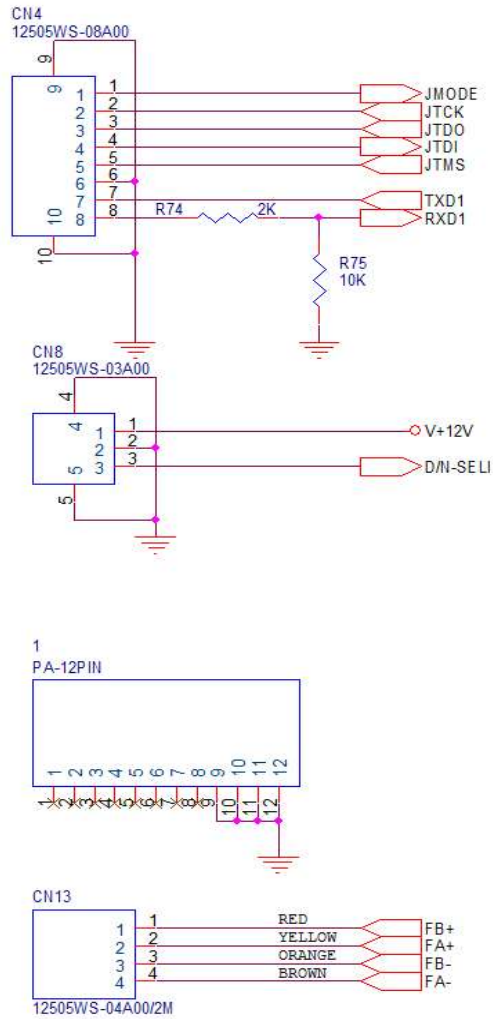 CN4
12505WS-08A00
9
9
1 1 JMODE
2 2 JTCK
3 3 JTDO
4 4 JTDI
5 5 JTMS
6 6
7 7 TXD1
8 8 R74 2K RXD1
10
10
R75
10K
CN8
12505WS-03A00
4
4
1 1 V+12V
2 2
3 3 D/N-SELI
5
5
1
PA-12PIN
1 2 3 4 5 6 7 8 9 10 11 12
1 2 3 4 5 6 7 8 9 10 11 12
CN13
1 1 RED FB+
2 2 YELLOW FA+
3 3 ORANGE FB-
4 4 BROWN FA-
12505WS-04A00/2M